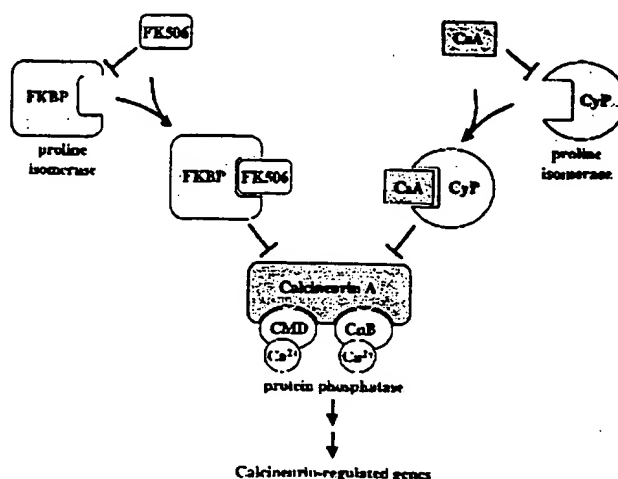 FK506
CsA
FKBP
CyP
proline
isomerase
proline
isomerase
FKBP
FK506
CsA
CyP
Calcineurin A
CMD
CnB
Ca2+
Ca2+
protein phosphatase
Calcineurin-regulated genes